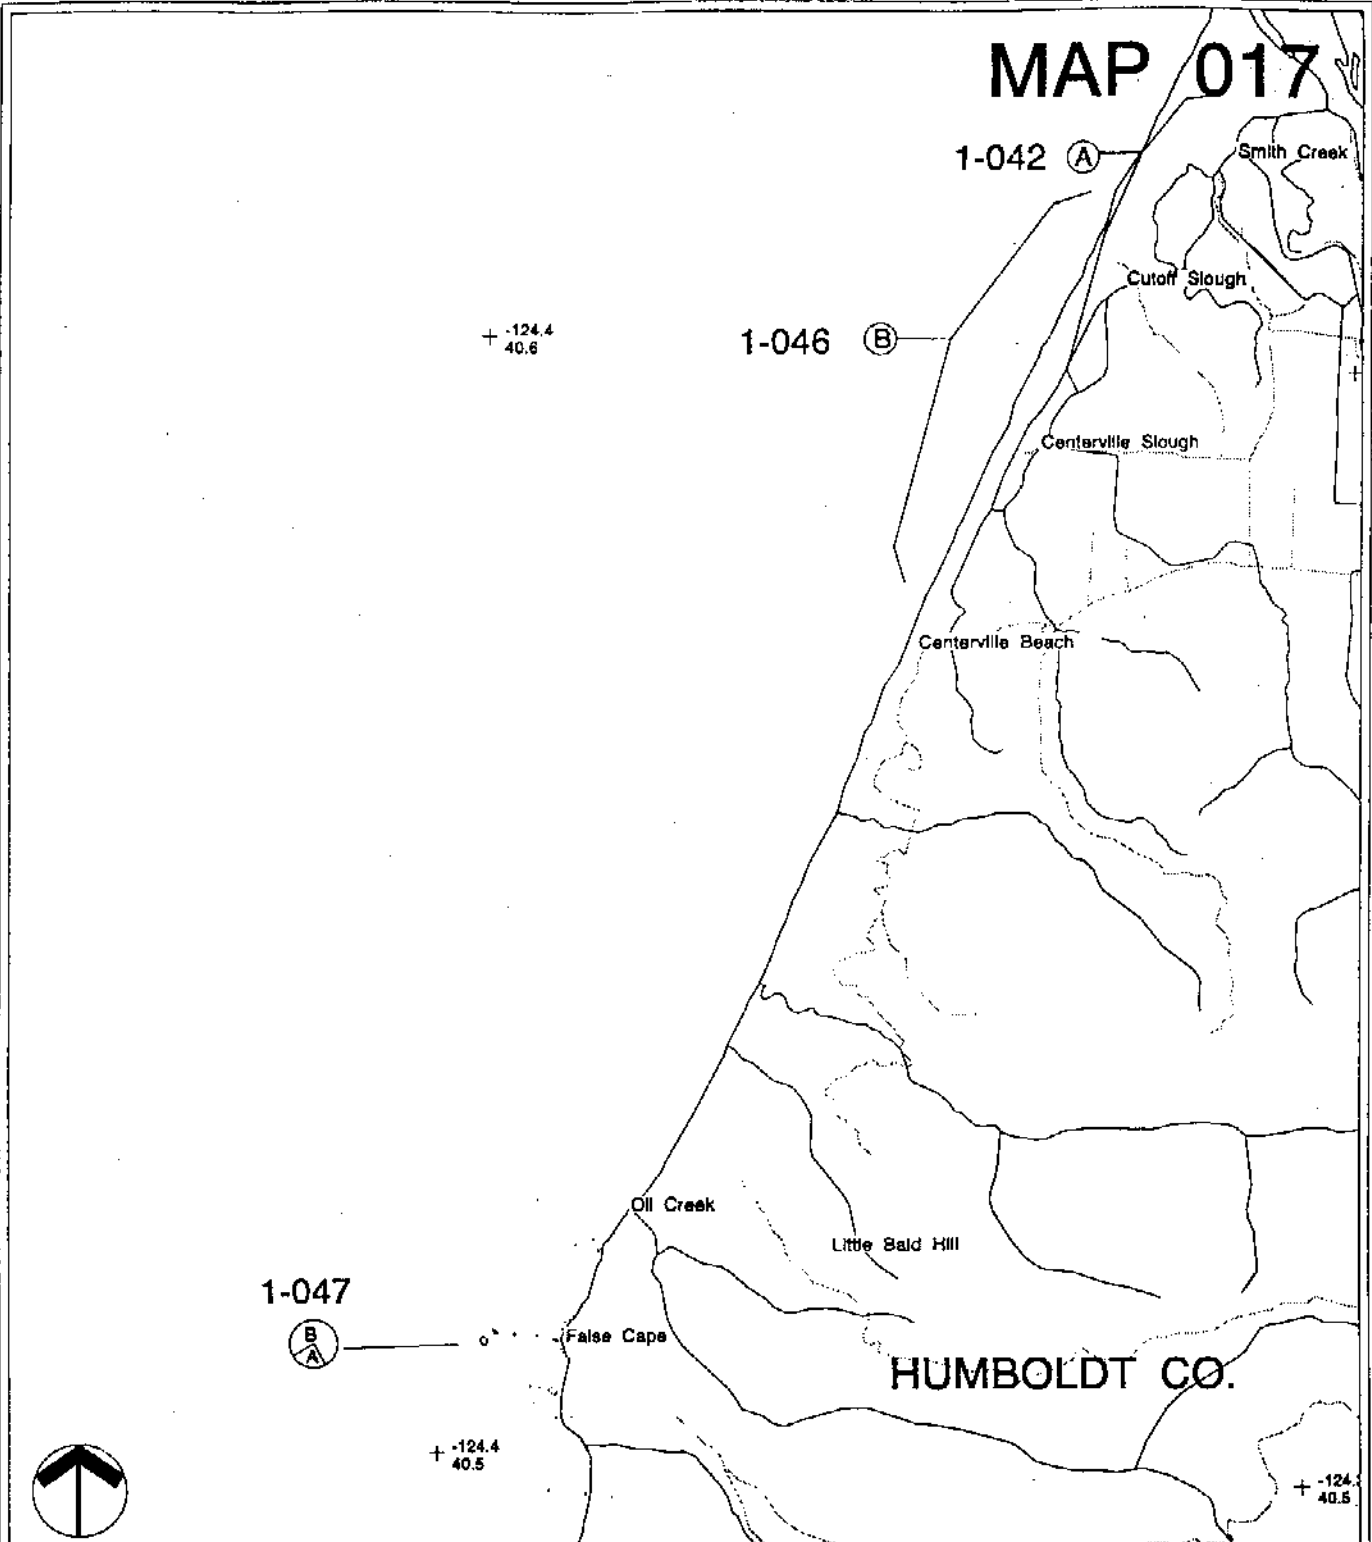 MAP 017
1-042 A
Smith Creek
Cutoff Slough
-124.4
40.6
1-046 B
Centerville Slough
Centerville Beach
Oil Creek
Little Bald Hill
1-047
B
A
False Cape
HUMBOLDT CO.
-124.4
40.5
-124.
40.5